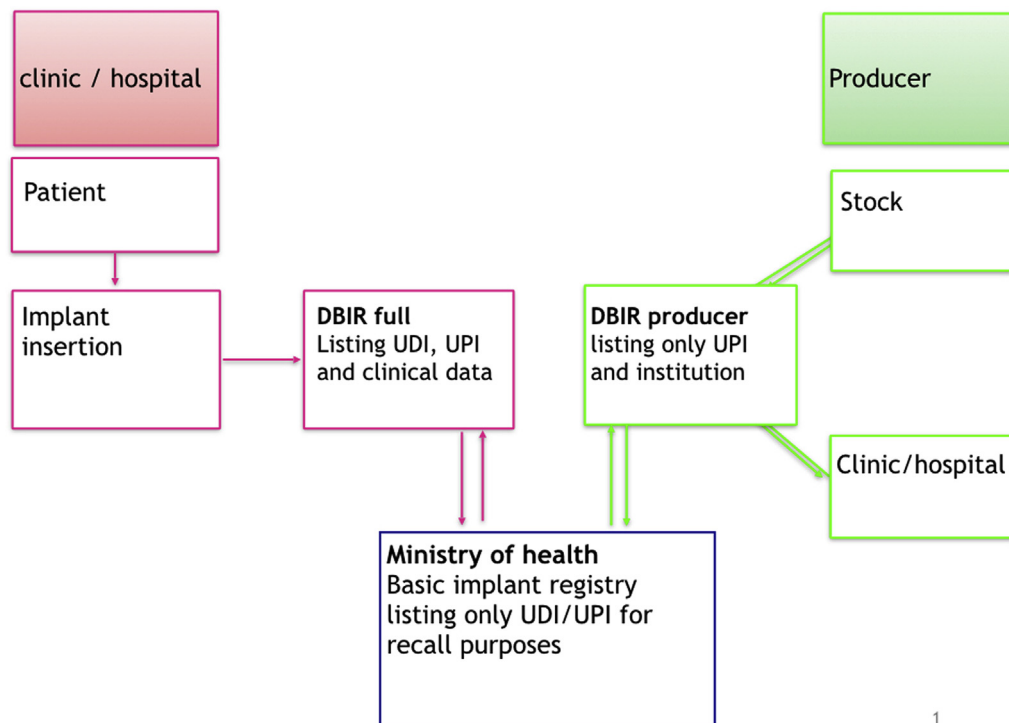 clinic / hospital
Producer
Patient
Stock
Implant
insertion
DBIR full
Listing UDI, UPI
and clinical data
DBIR producer
listing only UPI
and institution
Clinic/hospital
Ministry of health
Basic implant registry
listing only UDI/UPI for
recall purposes
1